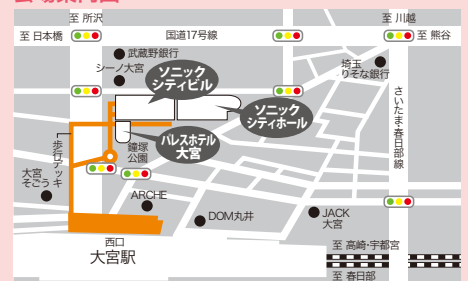 会場案内図
至 所沢
至 川越
至 日本橋
国道17号線
至 熊谷
武蔵野銀行
シーノ大宮
ソニック
シティビル
埼玉
りそな銀行
ソニック
シティホール
さいたま・春日部線
パレスホテル
大宮
鐘塚
公園
歩行デッキ
大宮
そごう
ARCHE
DOM丸井
JACK
大宮
西口
大宮駅
至 高崎・宇都宮
至 春日部